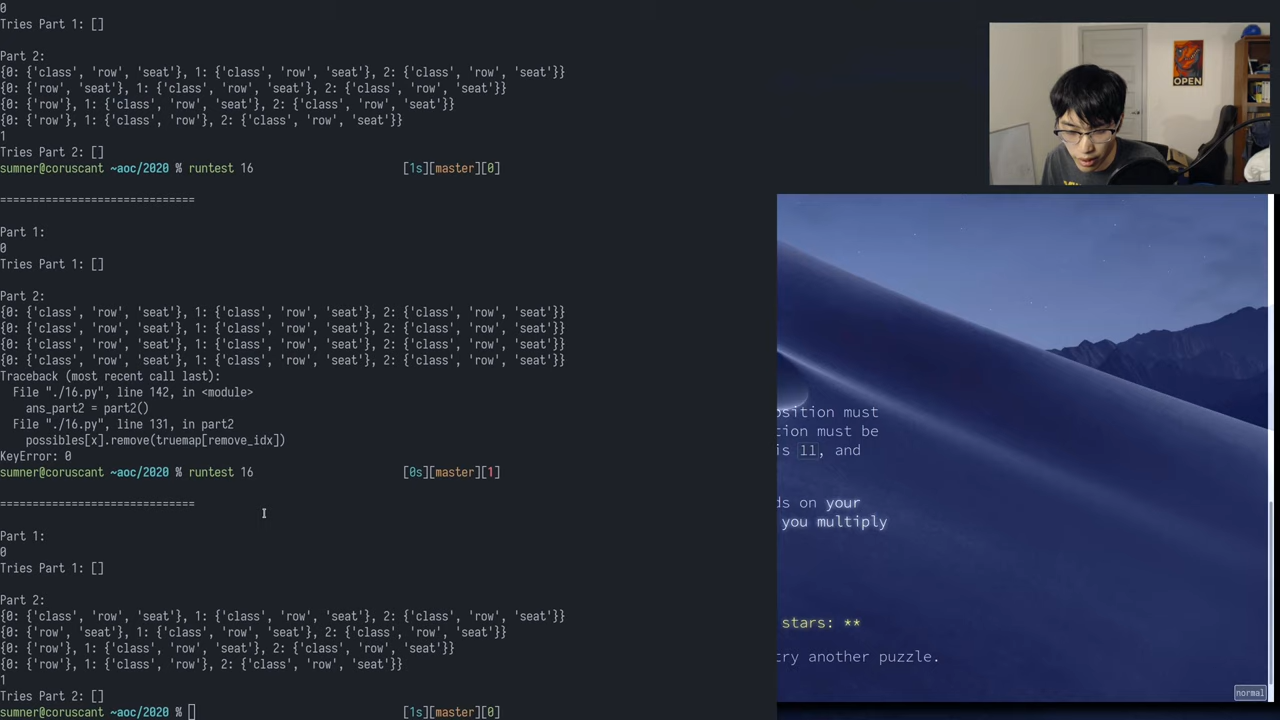 0
Tries Part 1: []
Part 2:
{0: {'class', 'row', 'seat'}, 1: {'class', 'row', 'seat'}, 2: {'class', 'row', 'seat'}}
{0: {'row', 'seat'}, 1: {'class', 'row', 'seat'}, 2: {'class', 'row', 'seat'}}
{0: {'row'}, 1: {'class', 'row', 'seat'}, 2: {'class', 'row', 'seat'}}
{0: {'row'}, 1: {'class', 'row'}, 2: {'class', 'row', 'seat'}}
1
Tries Part 2: []
sumner@coruscant ~aoc/2020 % runtest 16 [1s][master][0]
==============================
Part 1:
0
Tries Part 1: []
Part 2:
{0: {'class', 'row', 'seat'}, 1: {'class', 'row', 'seat'}, 2: {'class', 'row', 'seat'}}
{0: {'class', 'row', 'seat'}, 1: {'class', 'row', 'seat'}, 2: {'class', 'row', 'seat'}}
{0: {'class', 'row', 'seat'}, 1: {'class', 'row', 'seat'}, 2: {'class', 'row', 'seat'}}
{0: {'class', 'row', 'seat'}, 1: {'class', 'row', 'seat'}, 2: {'class', 'row', 'seat'}}
Traceback (most recent call last):
File "./16.py", line 142, in <module>
ans_part2 = part2()
File "./16.py", line 131, in part2
possibles[x].remove(truemap[remove_idx])
KeyError: 0
sumner@coruscant ~aoc/2020 % runtest 16 [0s][master][1]
==============================
Part 1:
0
Tries Part 1: []
Part 2:
{0: {'class', 'row', 'seat'}, 1: {'class', 'row', 'seat'}, 2: {'class', 'row', 'seat'}}
{0: {'row', 'seat'}, 1: {'class', 'row', 'seat'}, 2: {'class', 'row', 'seat'}}
{0: {'row'}, 1: {'class', 'row', 'seat'}, 2: {'class', 'row', 'seat'}}
{0: {'row'}, 1: {'class', 'row'}, 2: {'class', 'row', 'seat'}}
1
Tries Part 2: []
sumner@coruscant ~aoc/2020 % [1s][master][0]
OPEN
osition must
tion must be
is 11, and
ds on your
you multiply
stars: **
try another puzzle.
normal